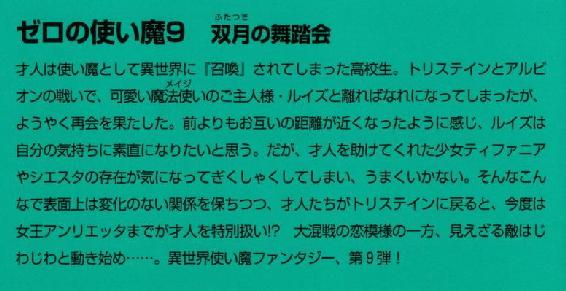 ゼロの使い魔9 双月の舞踏会
才人は使い魔として異世界に『召喚』されてしまった高校生。トリステインとアルビ
オンの戦いで、可愛い魔法使いのご主人様・ルイズと離ればなれになってしまったが、
ようやく再会を果たした。前よりもお互いの距離が近くなったように感じ、ルイズは
自分の気持ちに素直になりたいと思う。だが、才人を助けてくれた少女ティファニア
やシエスタの存在が気になってぎくしゃくしてしまい、うまくいかない。そんなこん
なで表面上は変化のない関係を保ちつつ、才人たちがトリステインに戻ると、今度は
女王アンリエッタまでが才人を特別扱い!? 大混戦の恋模様の一方、見えざる敵はじ
わじわと動き始め……。異世界使い魔ファンタジー、第9弾！
ふたつき
メイジ